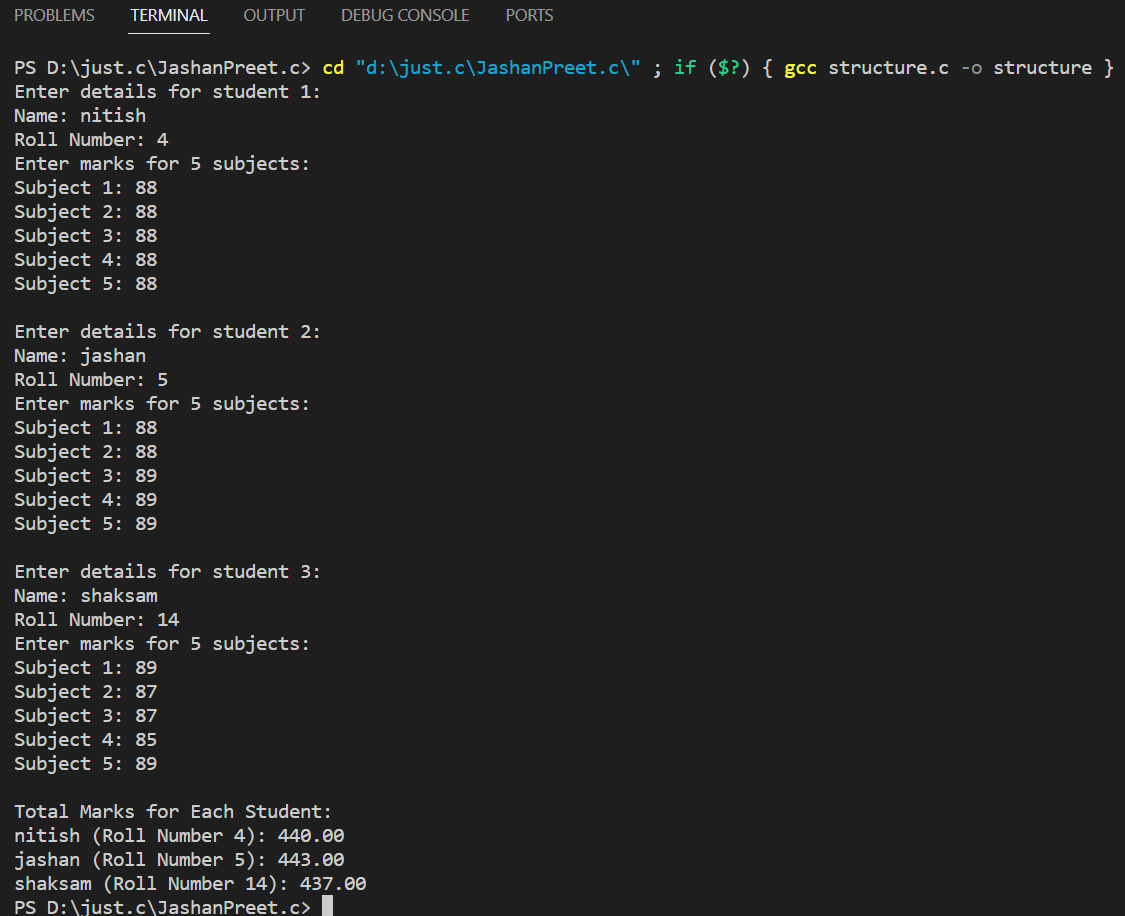 PROBLEMS TERMINAL OUTPUT DEBUG CONSOLE PORTS
PS D:\just.c\JashanPreet.c> cd "d:\just.c\JashanPreet.c\" ; if ($?) { gcc structure.c -o structure }
Enter details for student 1:
Name: nitish
Roll Number: 4
Enter marks for 5 subjects:
Subject 1: 88
Subject 2: 88
Subject 3: 88
Subject 4: 88
Subject 5: 88
Enter details for student 2:
Name: jashan
Roll Number: 5
Enter marks for 5 subjects:
Subject 1: 88
Subject 2: 88
Subject 3: 89
Subject 4: 89
Subject 5: 89
Enter details for student 3:
Name: shaksam
Roll Number: 14
Enter marks for 5 subjects:
Subject 1: 89
Subject 2: 87
Subject 3: 87
Subject 4: 85
Subject 5: 89
Total Marks for Each Student:
nitish (Roll Number 4): 440.00
jashan (Roll Number 5): 443.00
shaksam (Roll Number 14): 437.00
PS D:\just.c\JashanPreet.c>